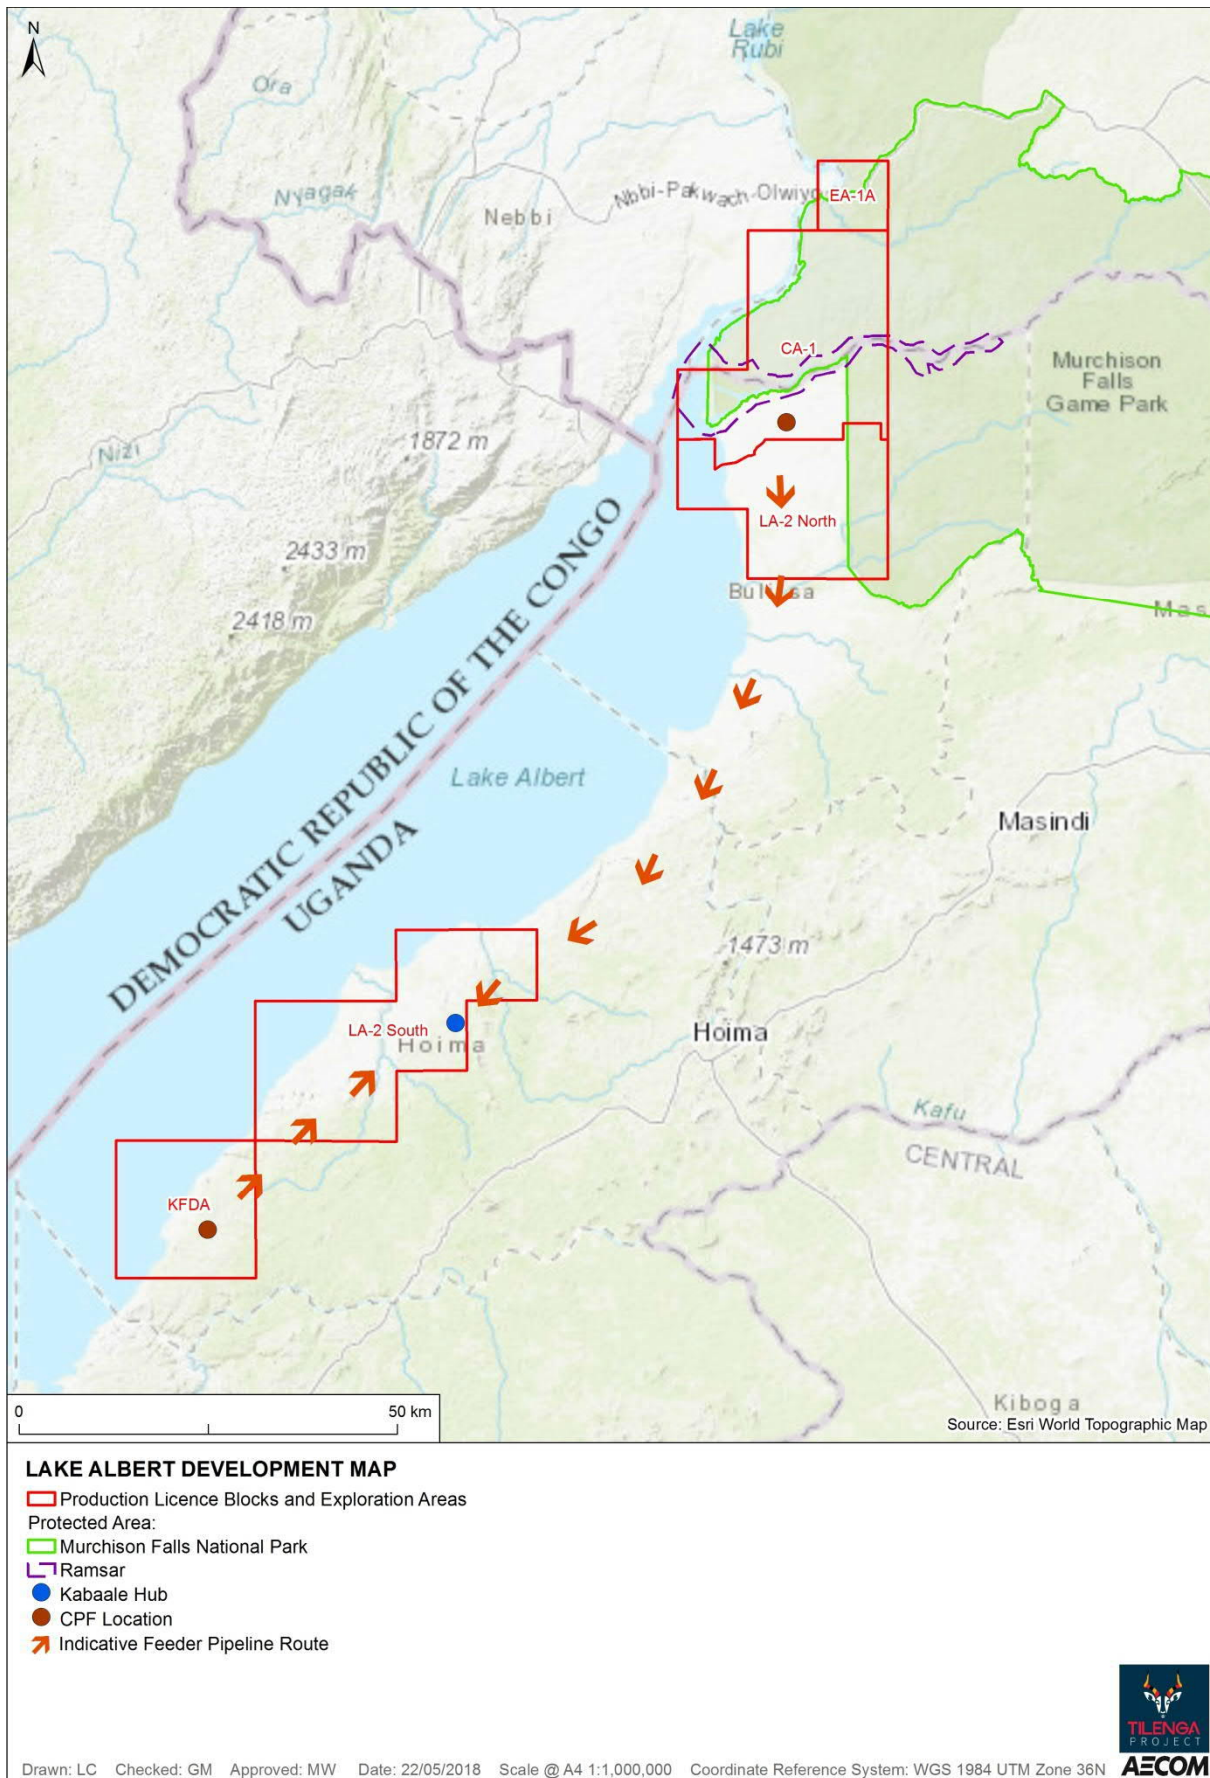 N
Lake
Rubi
Ora
EA-1A
Nyagak
Nebbi
Nbbi-Pakwach-Olwiyo
CA-1
Murchison
Falls
Game Park
1872 m
Nizi
LA-2 North
2433 m
Buliisa
2418 m
Mas
DEMOCRATIC REPUBLIC OF THE CONGO
UGANDA
Lake Albert
Masindi
1473 m
LA-2 South
Hoima
Hoima
Kafu
CENTRAL
KFDA
Kiboga
0 50 km
Source: Esri World Topographic Map
LAKE ALBERT DEVELOPMENT MAP
Production Licence Blocks and Exploration Areas
Protected Area:
Murchison Falls National Park
Ramsar
Kabaale Hub
CPF Location
Indicative Feeder Pipeline Route
TILENGA
PROJECT
Drawn: LC Checked: GM Approved: MW Date: 22/05/2018 Scale @ A4 1:1,000,000 Coordinate Reference System: WGS 1984 UTM Zone 36N
AECOM